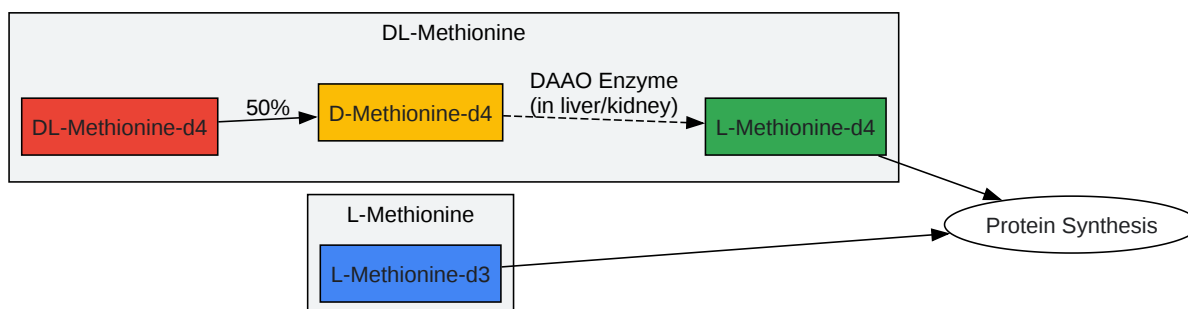 DL-Methionine
DL-Methionine-d4
50%
D-Methionine-d4
DAAO Enzyme
(in liver/kidney)
L-Methionine-d4
L-Methionine
L-Methionine-d3
Protein Synthesis